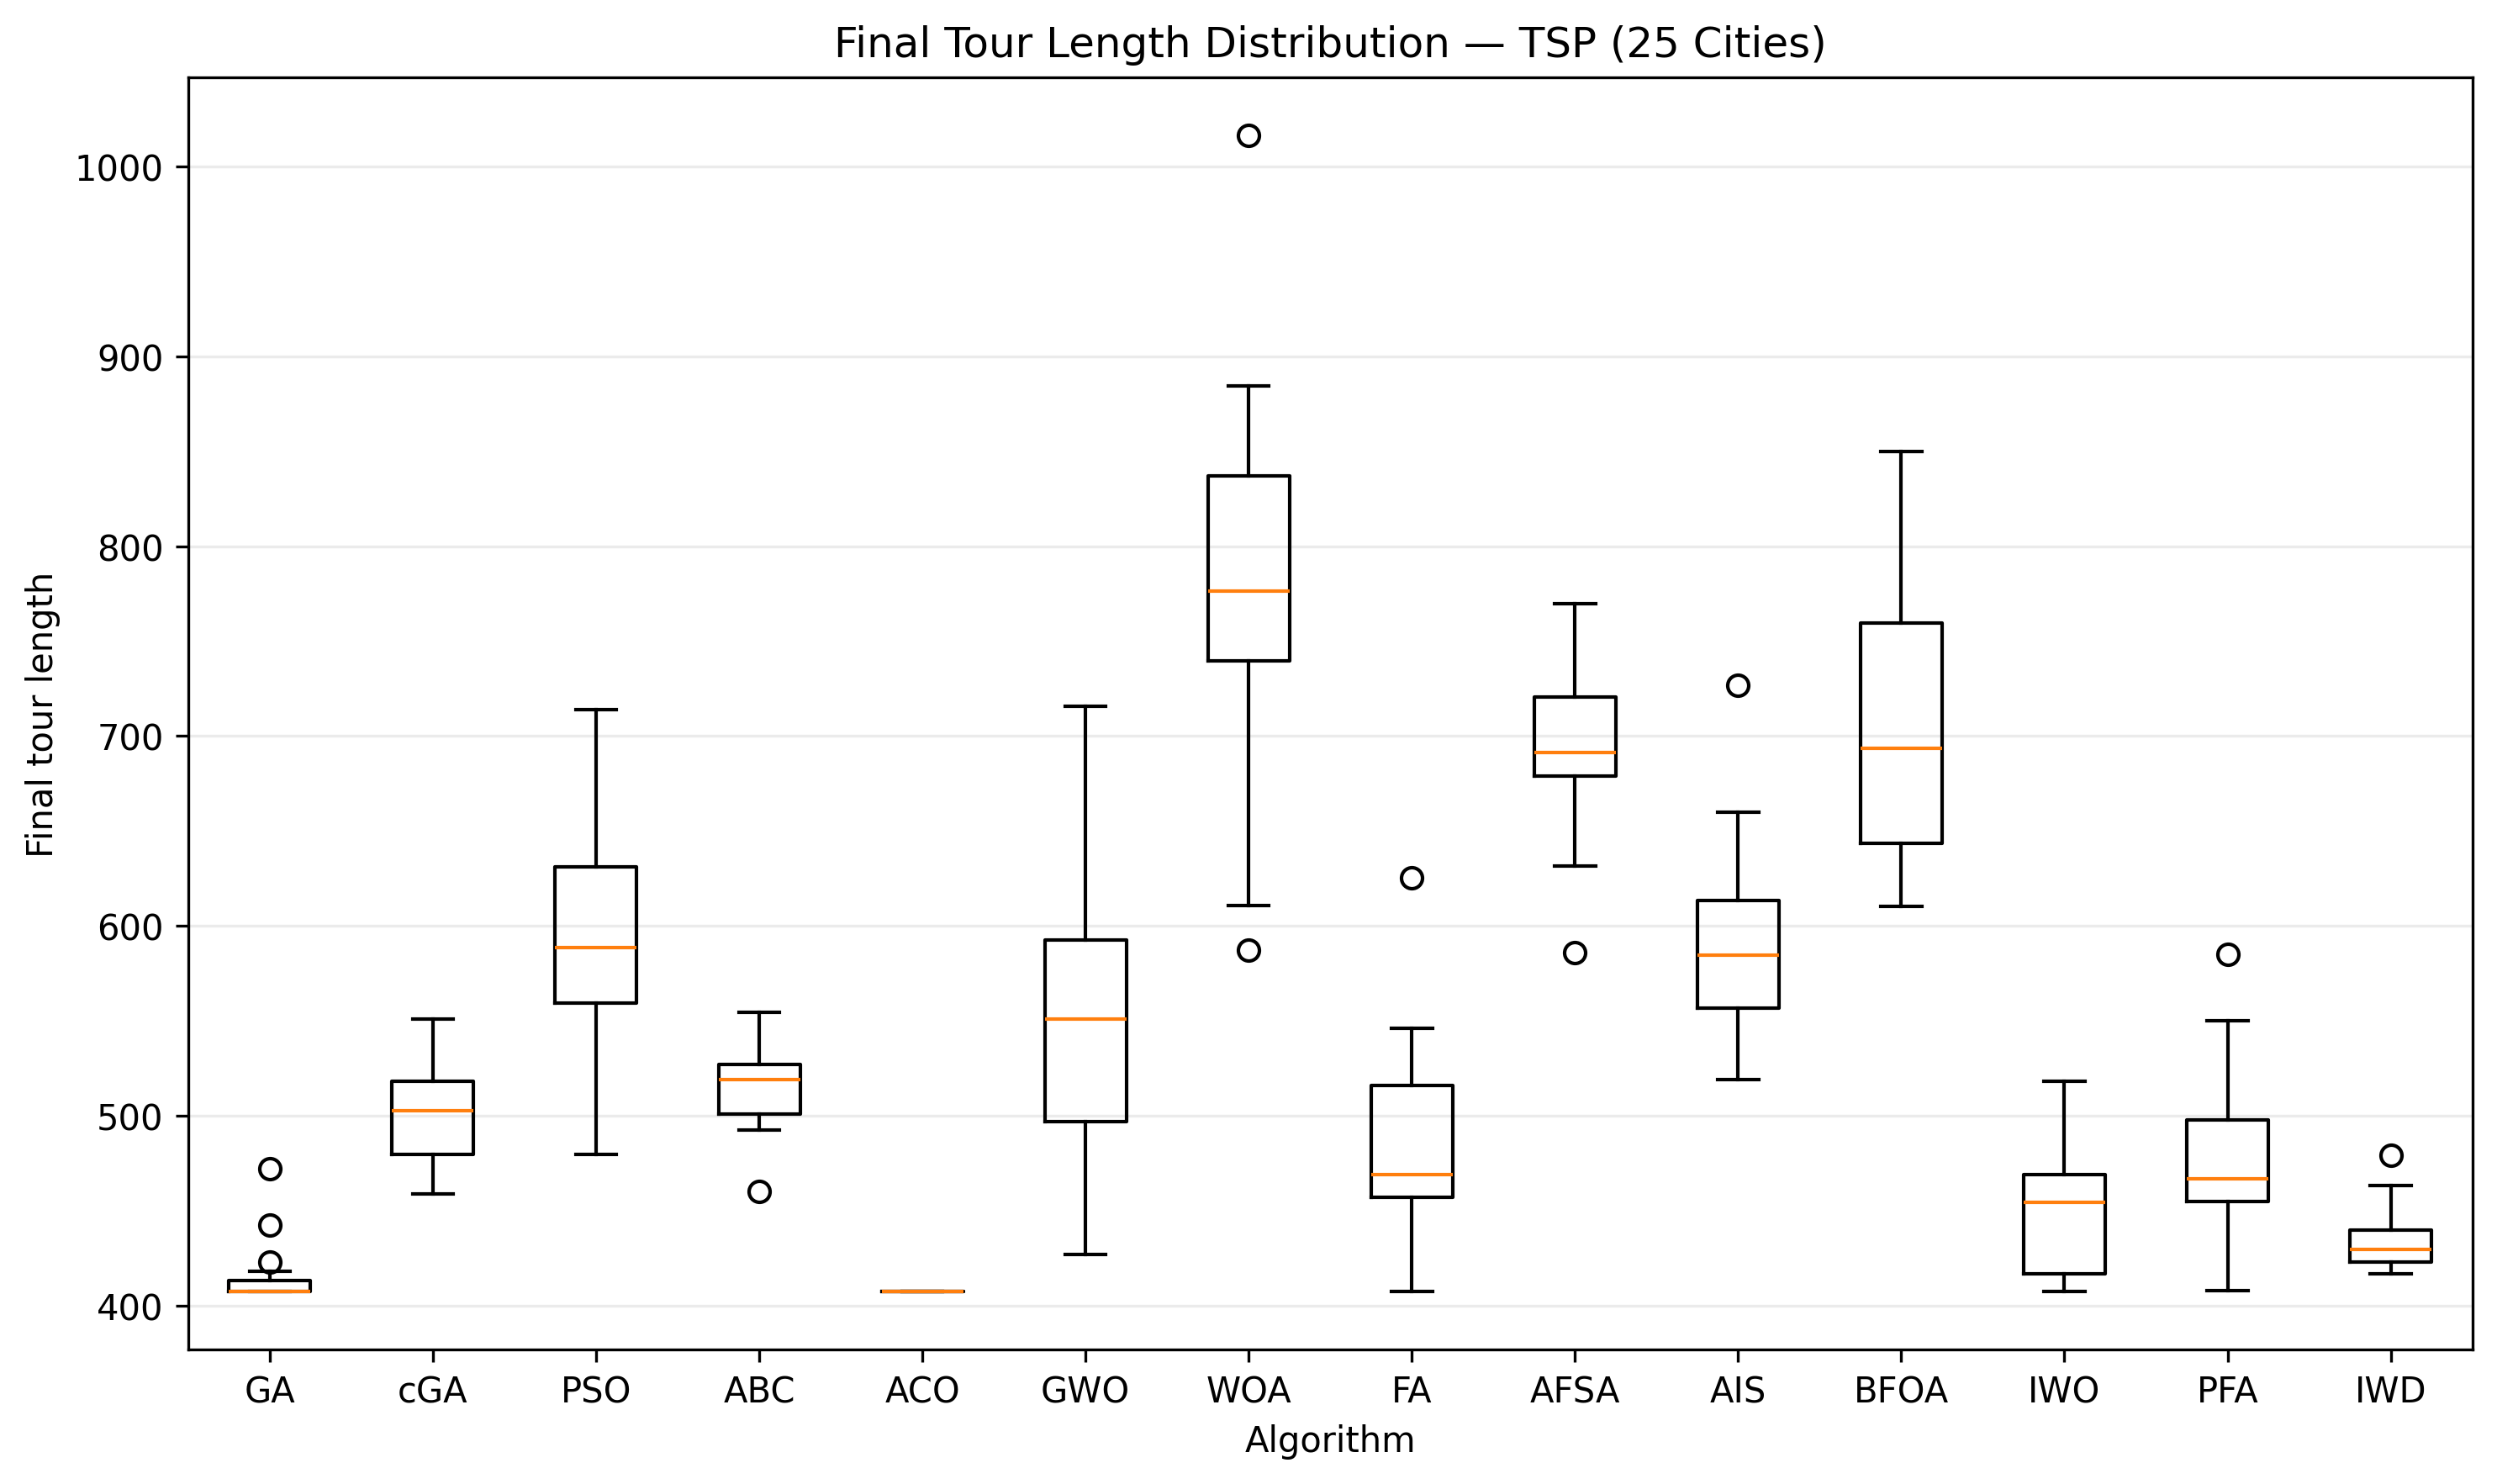 Final Tour Length Distribution — TSP (25 Cities)
Final tour length
1000
900
800
700
600
500
400
GA cGA PSO ABC ACO GWO WOA FA AFSA AIS BFOA IWO PFA IWD
Algorithm